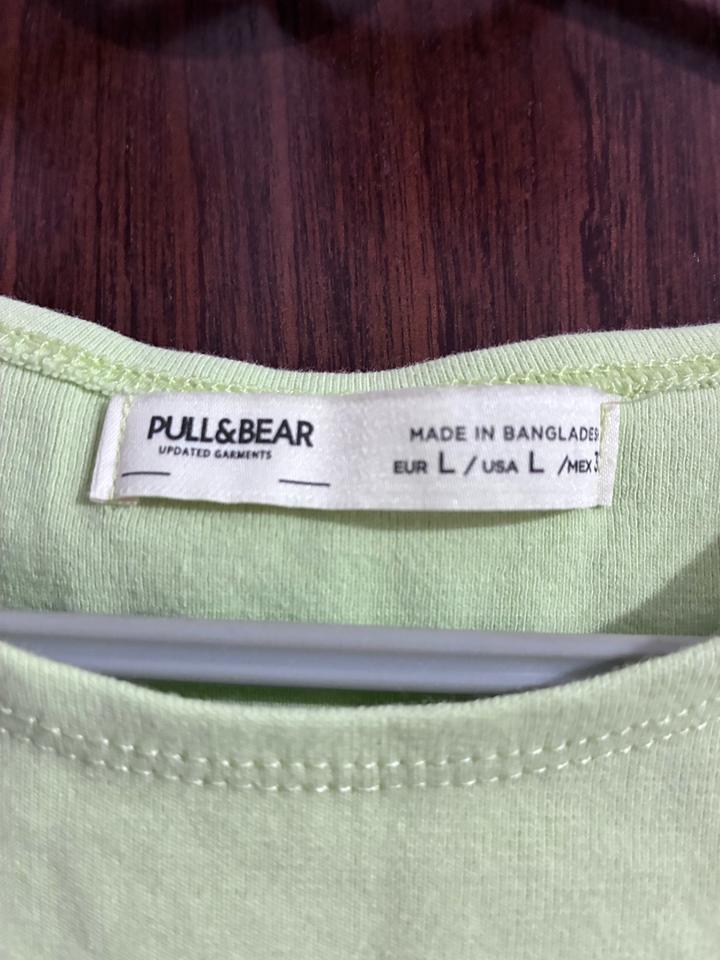 PULL&BEAR
UPDATED GARMENTS
MADE IN BANGLADES
EUR L / USA L / MEX